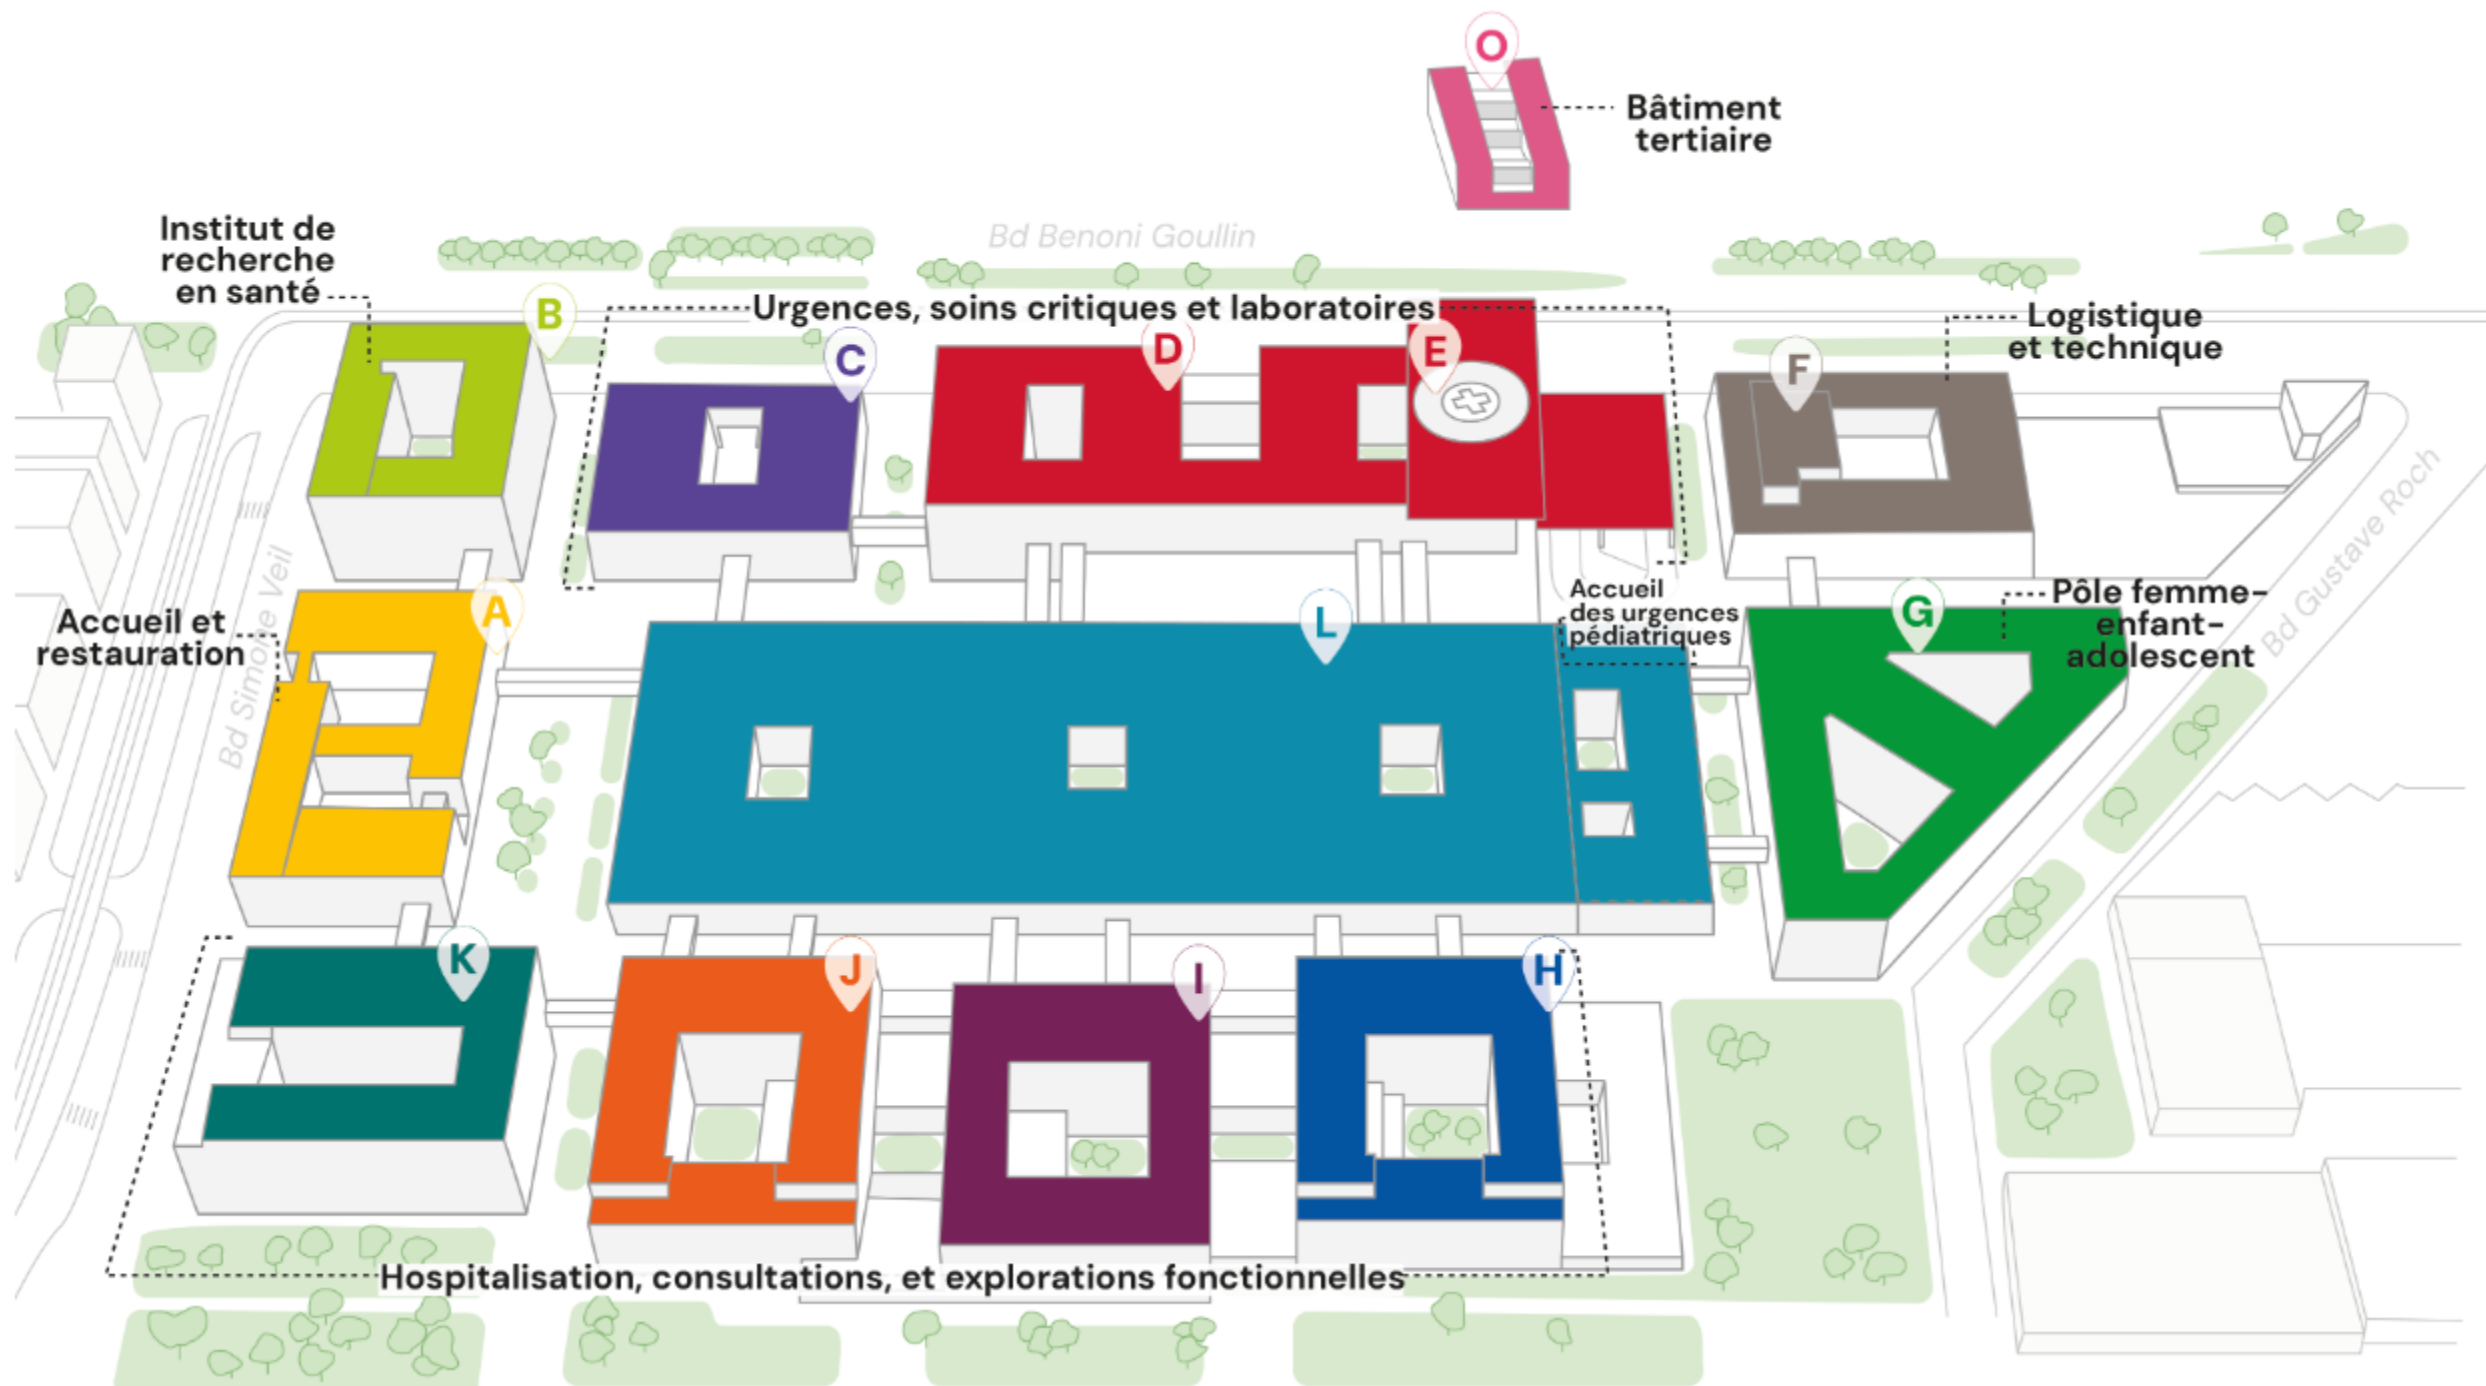 O
Bâtiment
tertiaire
Bd Benoni Goullin
Institut de
recherche
en santé
B
Urgences, soins critiques et laboratoires
C
D
E
Logistique
et technique
F
Bd Gustave Roch
Bd Simone Veil
Accueil et
restauration
A
L
Accueil
des urgences
pédiatriques
G
Pôle femme-
enfant-
adolescent
K
J
I
H
Hospitalisation, consultations, et explorations fonctionnelles